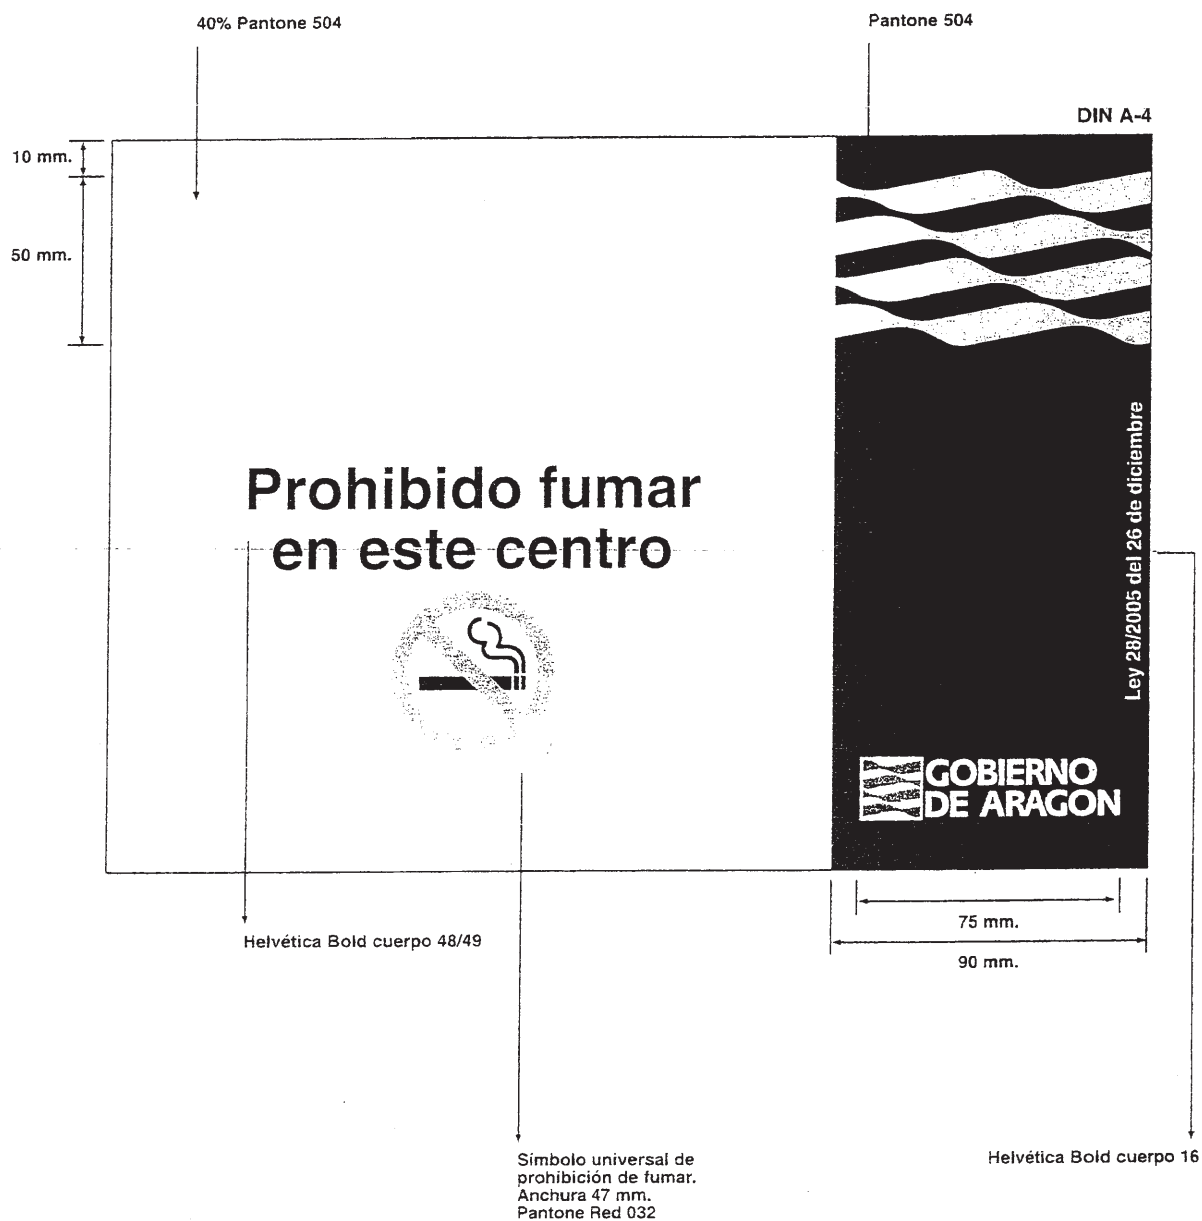 40% Pantone 504
Pantone 504
DIN A-4
10 mm.
50 mm.
Prohibido fumar
en este centro
Ley 28/2005 del 26 de diciembre
GOBIERNO
DE ARAGON
75 mm.
90 mm.
Helvética Bold cuerpo 48/49
Símbolo universal de
prohibición de fumar.
Anchura 47 mm.
Pantone Red 032
Helvética Bold cuerpo 16